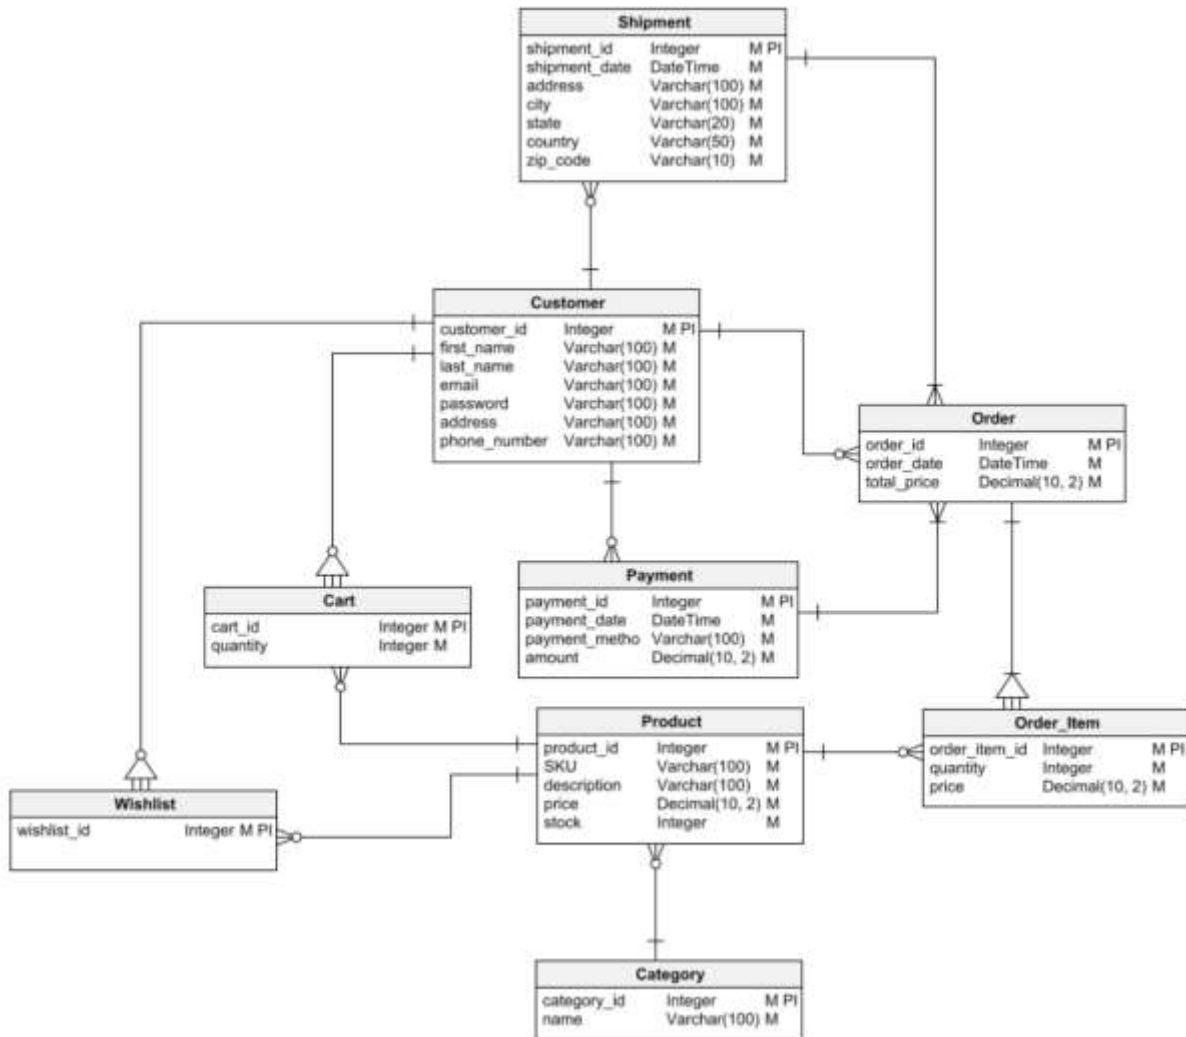 Shipment
shipment_id Integer M PI
shipment_date DateTime M
address Varchar(100) M
city Varchar(100) M
state Varchar(20) M
country Varchar(50) M
zip_code Varchar(10) M
Customer
customer_id Integer M PI
first_name Varchar(100) M
last_name Varchar(100) M
email Varchar(100) M
password Varchar(100) M
address Varchar(100) M
phone_number Varchar(100) M
Order
order_id Integer M PI
order_date DateTime M
total_price Decimal(10, 2) M
Payment
payment_id Integer M PI
payment_date DateTime M
payment_metho Varchar(100) M
amount Decimal(10, 2) M
Cart
cart_id Integer M PI
quantity Integer M
Product
product_id Integer M PI
SKU Varchar(100) M
description Varchar(100) M
price Decimal(10, 2) M
stock Integer M
Order_Item
order_item_id Integer M PI
quantity Integer M
price Decimal(10, 2) M
Wishlist
wishlist_id Integer M PI
Category
category_id Integer M PI
name Varchar(100) M